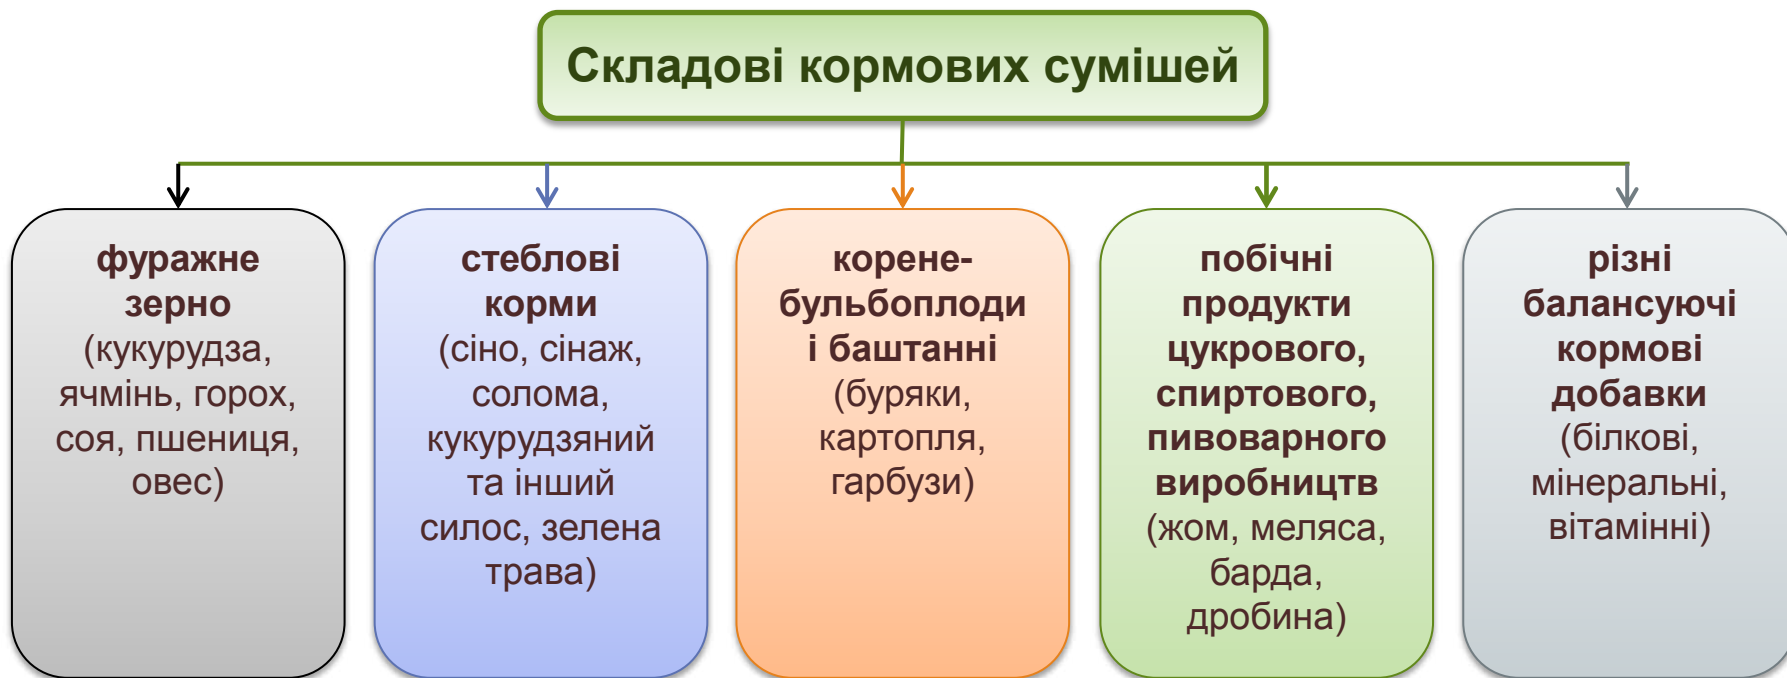 Складові кормових сумішей
фуражне
зерно
(кукурудза,
ячмінь, горох,
соя, пшениця,
овес)
стеблові
корми
(сіно, сінаж,
солома,
кукурудзяний
та інший
силос, зелена
трава)
корене-
бульбоплоди
і баштанні
(буряки,
картопля,
гарбузи)
побічні
продукти
цукрового,
спиртового,
пивоварного
виробництв
(жом, меляса,
барда,
дробина)
різні
балансуючі
кормові
добавки
(білкові,
мінеральні,
вітамінні)